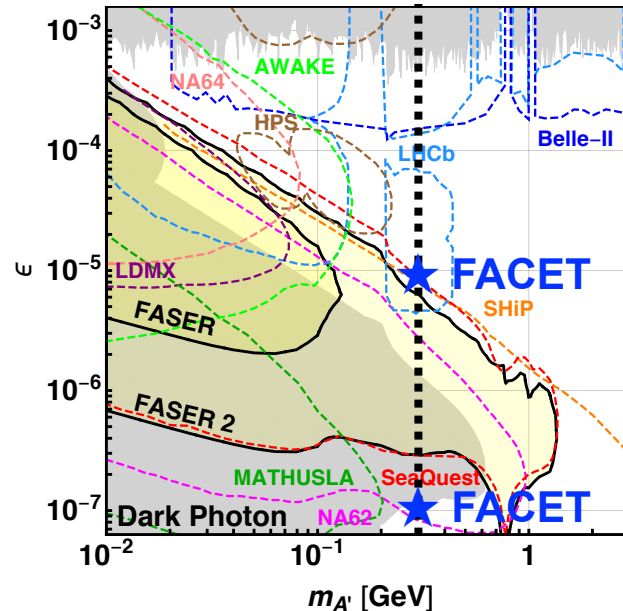 10⁻³
AWAKE
NA64
HPS
LHCb
Belle−II
10⁻⁴
ϵ
10⁻⁵
FACET
LDMX
SHiP
FASER
10⁻⁶
FASER 2
MATHUSLA
SeaQuest
10⁻⁷
FACET
Dark Photon
NA62
10⁻²
10⁻¹
1
m_A' [GeV]